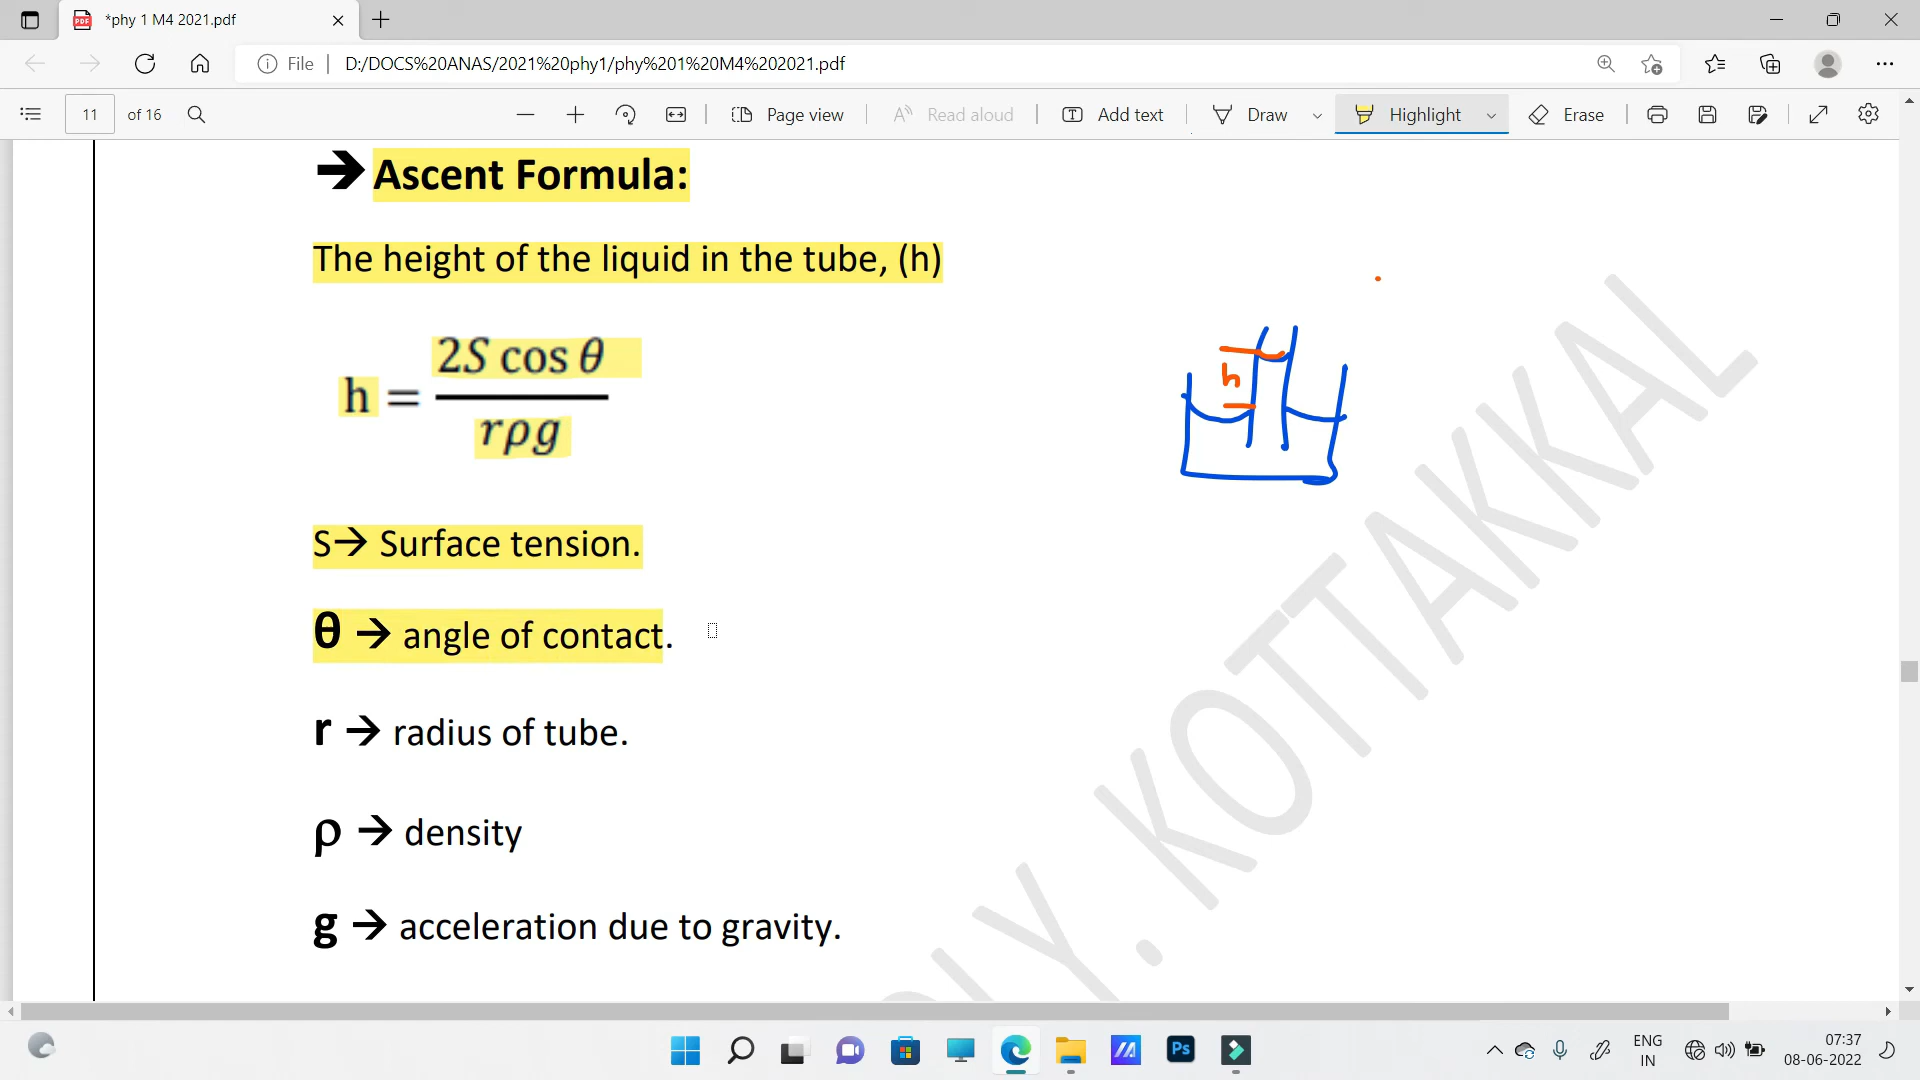 *phy 1 M4 2021.pdf
File
D:/DOCS%20ANAS/2021%20phy1/phy%201%20M4%202021.pdf
11 of 16
Page view
Read aloud
Add text
Draw
Highlight
Erase
➔ Ascent Formula:
The height of the liquid in the tube, (h)
h = 2S cos θ / rρg
h
S→ Surface tension.
θ → angle of contact.
r → radius of tube.
ρ → density
g → acceleration due to gravity.
LY. KOTTAKKAL
Ps
ENG
IN
07:37
08-06-2022